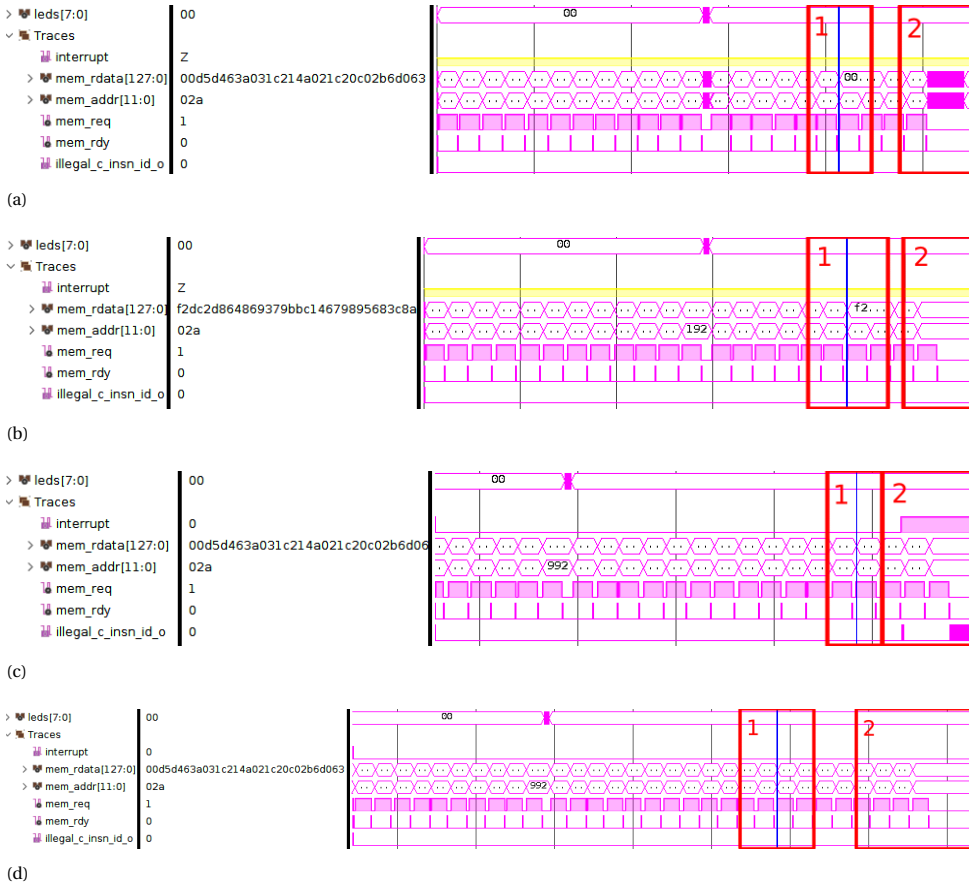 leds[7:0] 00 00 1 2
Traces
interrupt Z
mem_rdata[127:0] 00d5d463a031c214a021c20c02b6d063 00
mem_addr[11:0] 02a
mem_req 1
mem_rdy 0
illegal_c_insn_id_o 0
(a)
leds[7:0] 00 00 1 2
Traces
interrupt Z
mem_rdata[127:0] f2dc2d864869379bbc14679895683c8a f2..
mem_addr[11:0] 02a 192
mem_req 1
mem_rdy 0
illegal_c_insn_id_o 0
(b)
leds[7:0] 00 00 1 2
Traces
interrupt 0
mem_rdata[127:0] 00d5d463a031c214a021c20c02b6d06
mem_addr[11:0] 02a 992
mem_req 1
mem_rdy 0
illegal_c_insn_id_o 0
(c)
leds[7:0] 00 00 1 2
Traces
interrupt 0
mem_rdata[127:0] 00d5d463a031c214a021c20c02b6d063
mem_addr[11:0] 02a 992
mem_req 1
mem_rdy 0
illegal_c_insn_id_o 0
(d)